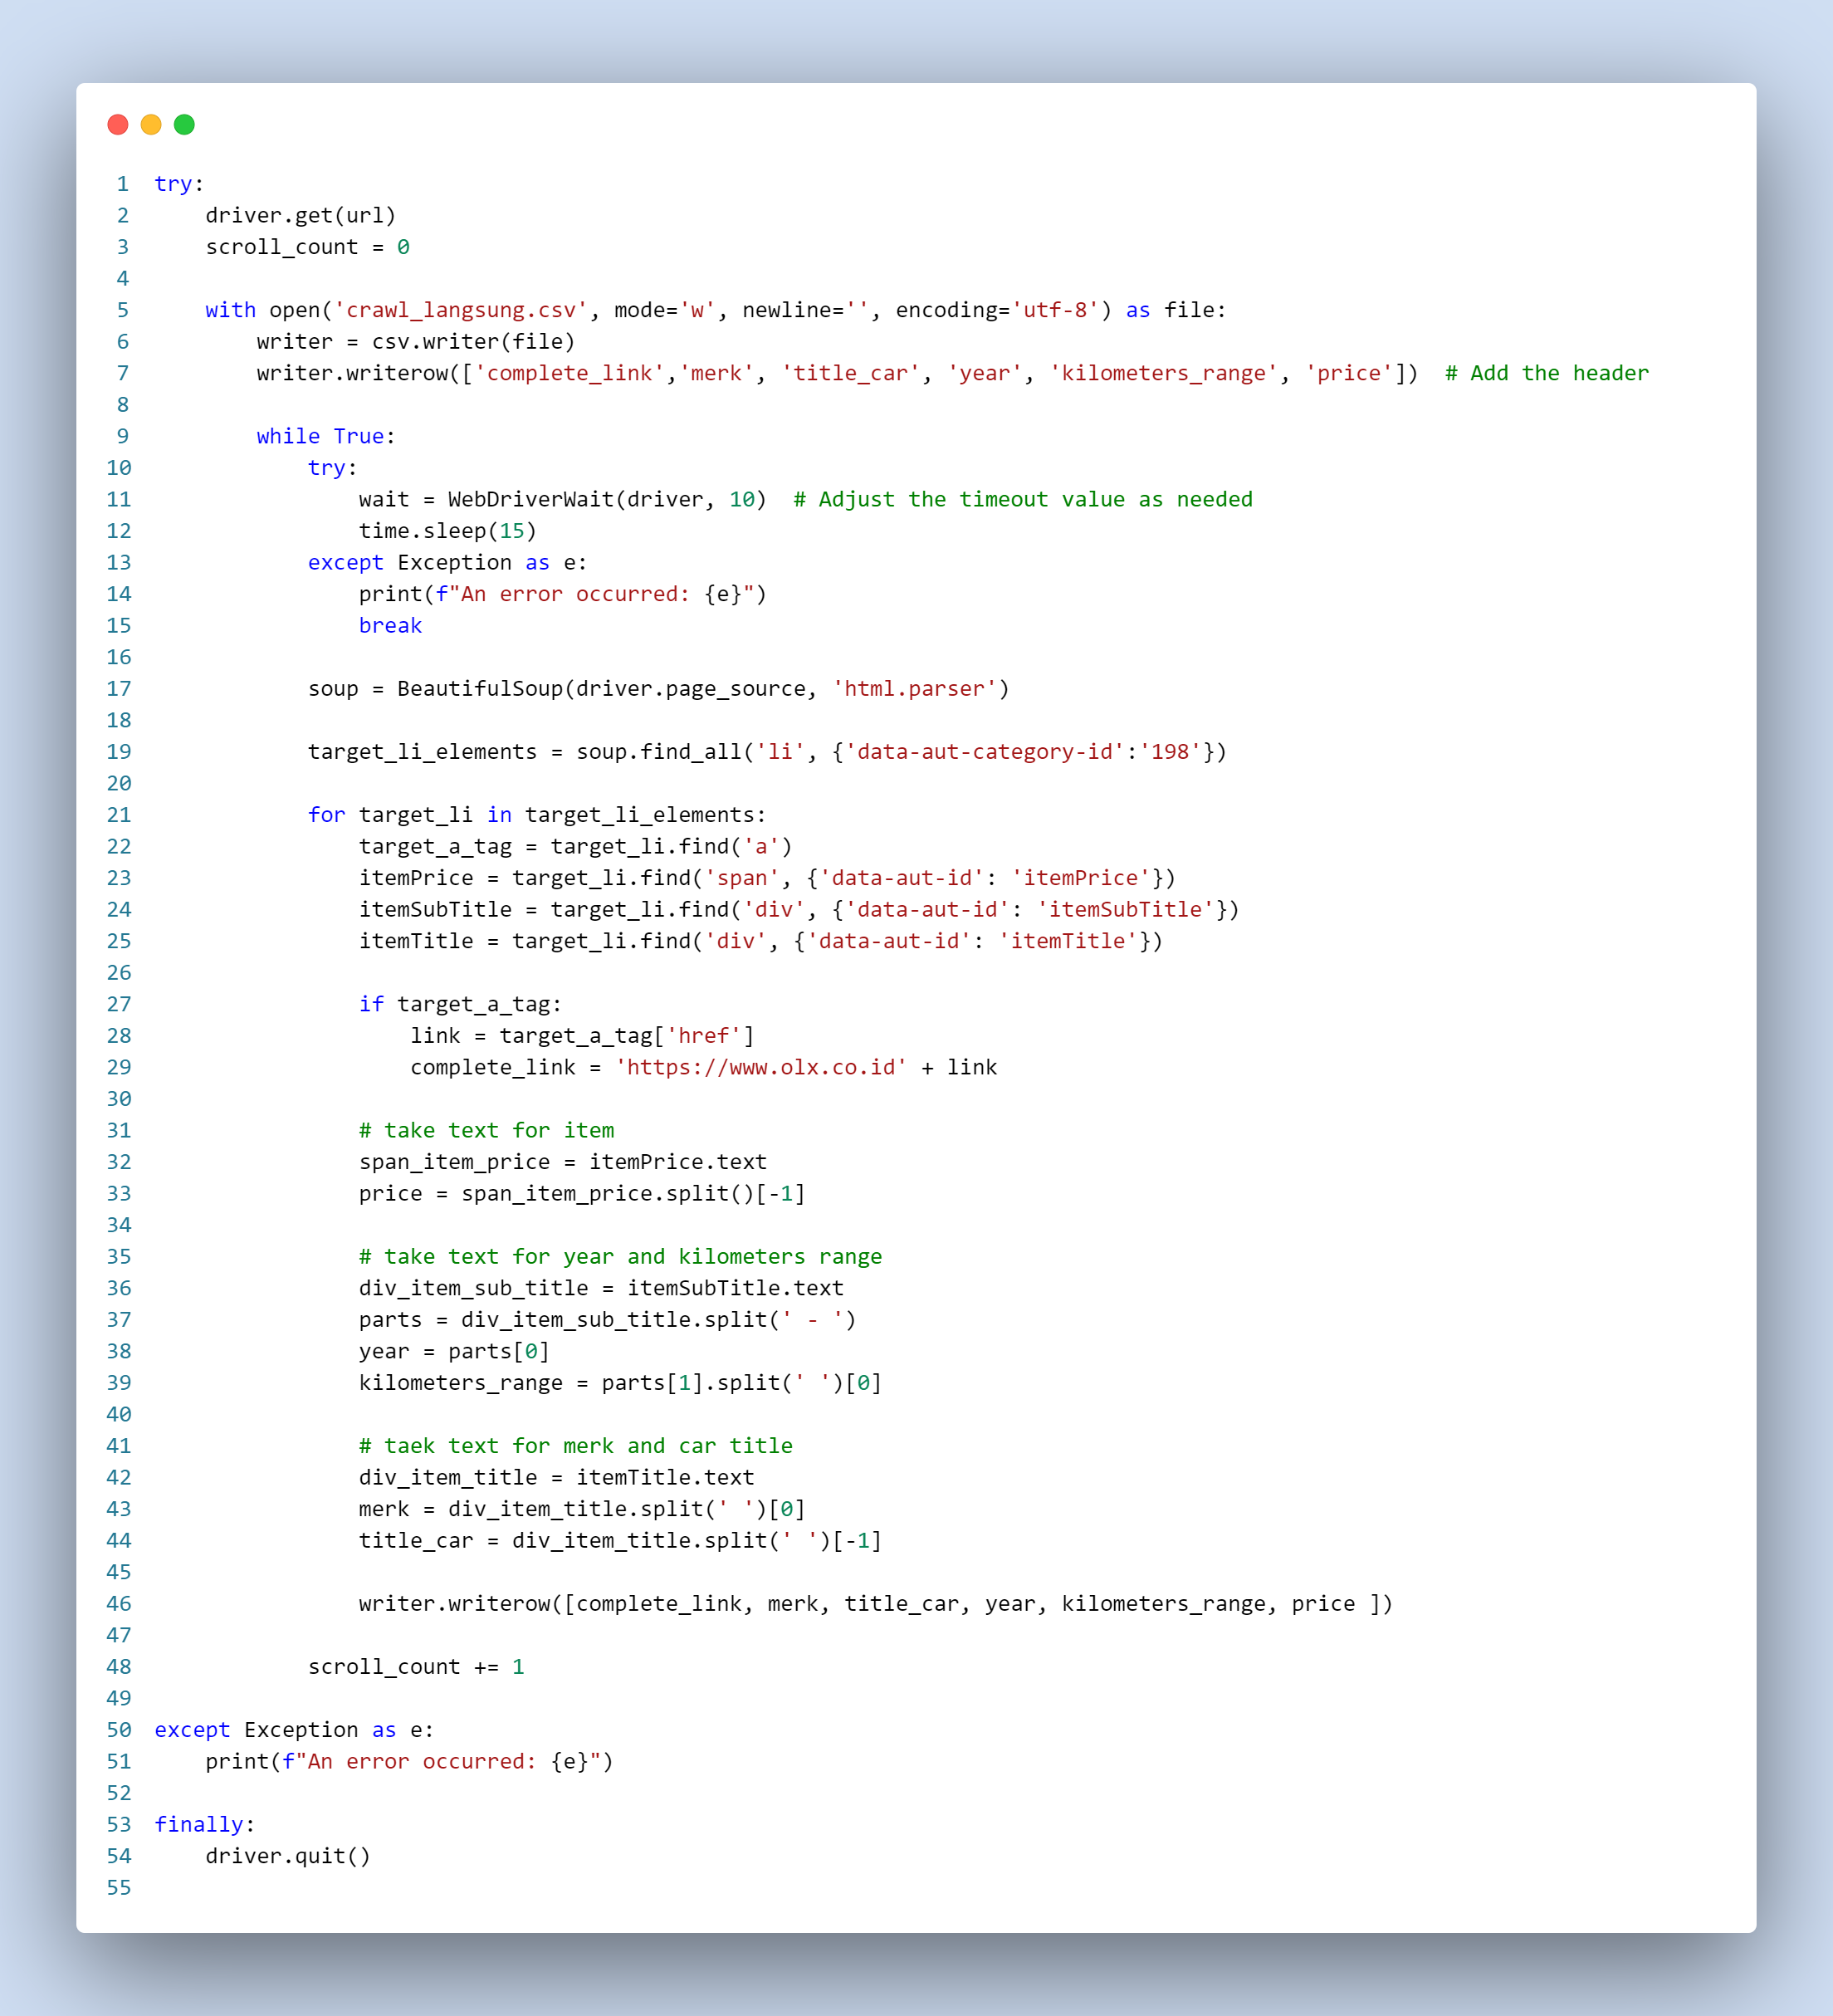 1 try:
2     driver.get(url)
3     scroll_count = 0
4
5     with open('crawl_langsung.csv', mode='w', newline='', encoding='utf-8') as file:
6         writer = csv.writer(file)
7         writer.writerow(['complete_link','merk', 'title_car', 'year', 'kilometers_range', 'price'])  # Add the header
8
9         while True:
10             try:
11                 wait = WebDriverWait(driver, 10)  # Adjust the timeout value as needed
12                 time.sleep(15)
13             except Exception as e:
14                 print(f"An error occurred: {e}")
15                 break
16
17             soup = BeautifulSoup(driver.page_source, 'html.parser')
18
19             target_li_elements = soup.find_all('li', {'data-aut-category-id':'198'})
20
21             for target_li in target_li_elements:
22                 target_a_tag = target_li.find('a')
23                 itemPrice = target_li.find('span', {'data-aut-id': 'itemPrice'})
24                 itemSubTitle = target_li.find('div', {'data-aut-id': 'itemSubTitle'})
25                 itemTitle = target_li.find('div', {'data-aut-id': 'itemTitle'})
26
27                 if target_a_tag:
28                     link = target_a_tag['href']
29                     complete_link = 'https://www.olx.co.id' + link
30
31                 # take text for item
32                 span_item_price = itemPrice.text
33                 price = span_item_price.split()[-1]
34
35                 # take text for year and kilometers range
36                 div_item_sub_title = itemSubTitle.text
37                 parts = div_item_sub_title.split(' - ')
38                 year = parts[0]
39                 kilometers_range = parts[1].split(' ')[0]
40
41                 # taek text for merk and car title
42                 div_item_title = itemTitle.text
43                 merk = div_item_title.split(' ')[0]
44                 title_car = div_item_title.split(' ')[-1]
45
46                 writer.writerow([complete_link, merk, title_car, year, kilometers_range, price ])
47
48             scroll_count += 1
49
50 except Exception as e:
51     print(f"An error occurred: {e}")
52
53 finally:
54     driver.quit()
55